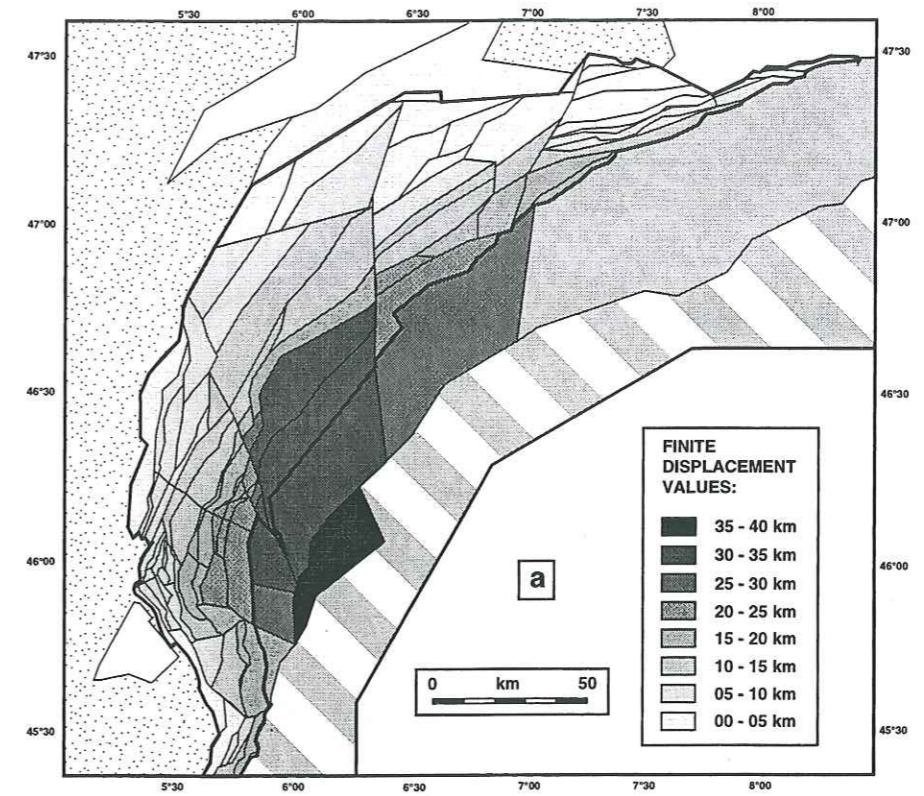 5°30 6°00 6°30 7°00 7°30 8°00
47°30 47°30
47°00 47°00
46°30 46°30
FINITE
DISPLACEMENT
VALUES:
35 - 40 km
30 - 35 km
46°00 46°00
a
25 - 30 km
20 - 25 km
15 - 20 km
10 - 15 km
0 km 50
05 - 10 km
00 - 05 km
45°30 45°30
5°30 6°00 6°30 7°00 7°30 8°00